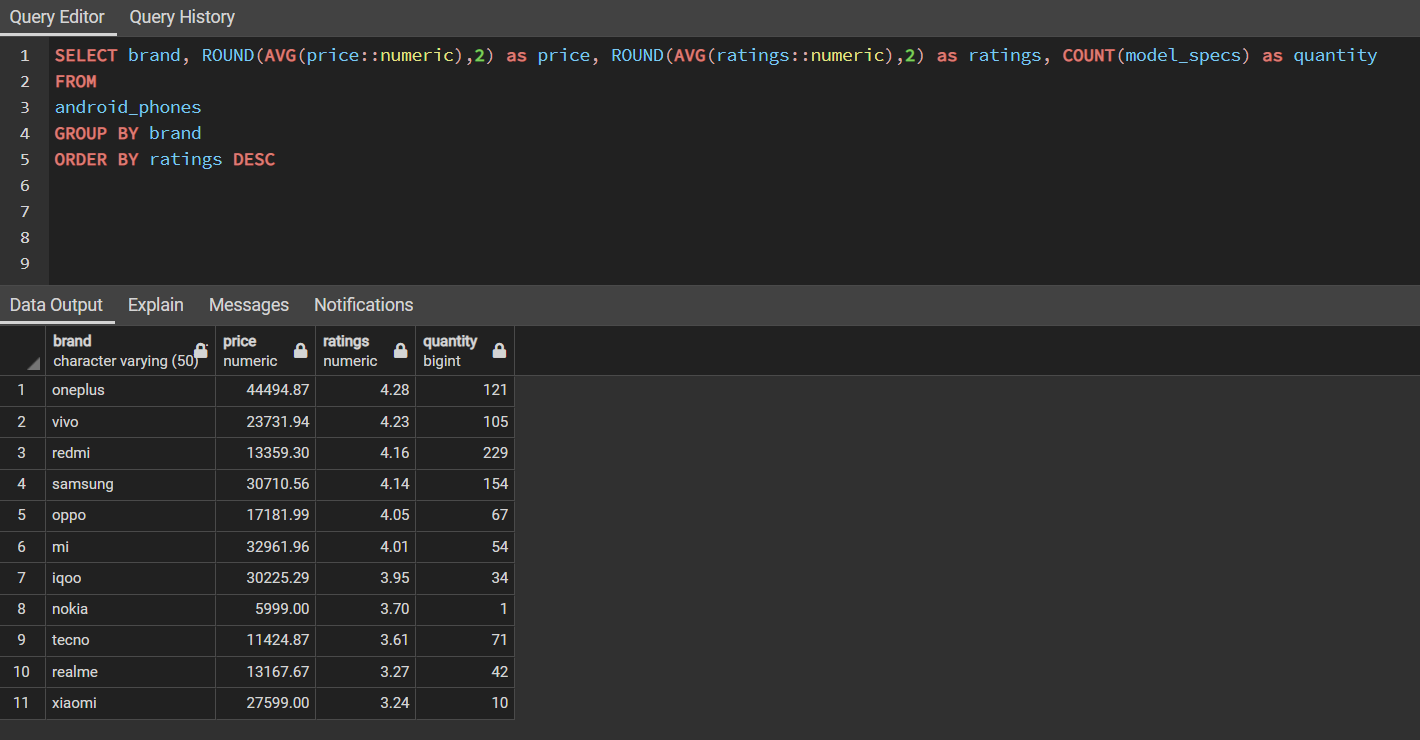 Query Editor Query History
1 SELECT brand, ROUND(AVG(price::numeric),2) as price, ROUND(AVG(ratings::numeric),2) as ratings, COUNT(model_specs) as quantity
2 FROM
3 android_phones
4 GROUP BY brand
5 ORDER BY ratings DESC
6
7
8
9
Data Output Explain Messages Notifications
brand price ratings quantity
character varying (50) numeric numeric bigint
1 oneplus 44494.87 4.28 121
2 vivo 23731.94 4.23 105
3 redmi 13359.30 4.16 229
4 samsung 30710.56 4.14 154
5 oppo 17181.99 4.05 67
6 mi 32961.96 4.01 54
7 iqoo 30225.29 3.95 34
8 nokia 5999.00 3.70 1
9 tecno 11424.87 3.61 71
10 realme 13167.67 3.27 42
11 xiaomi 27599.00 3.24 10